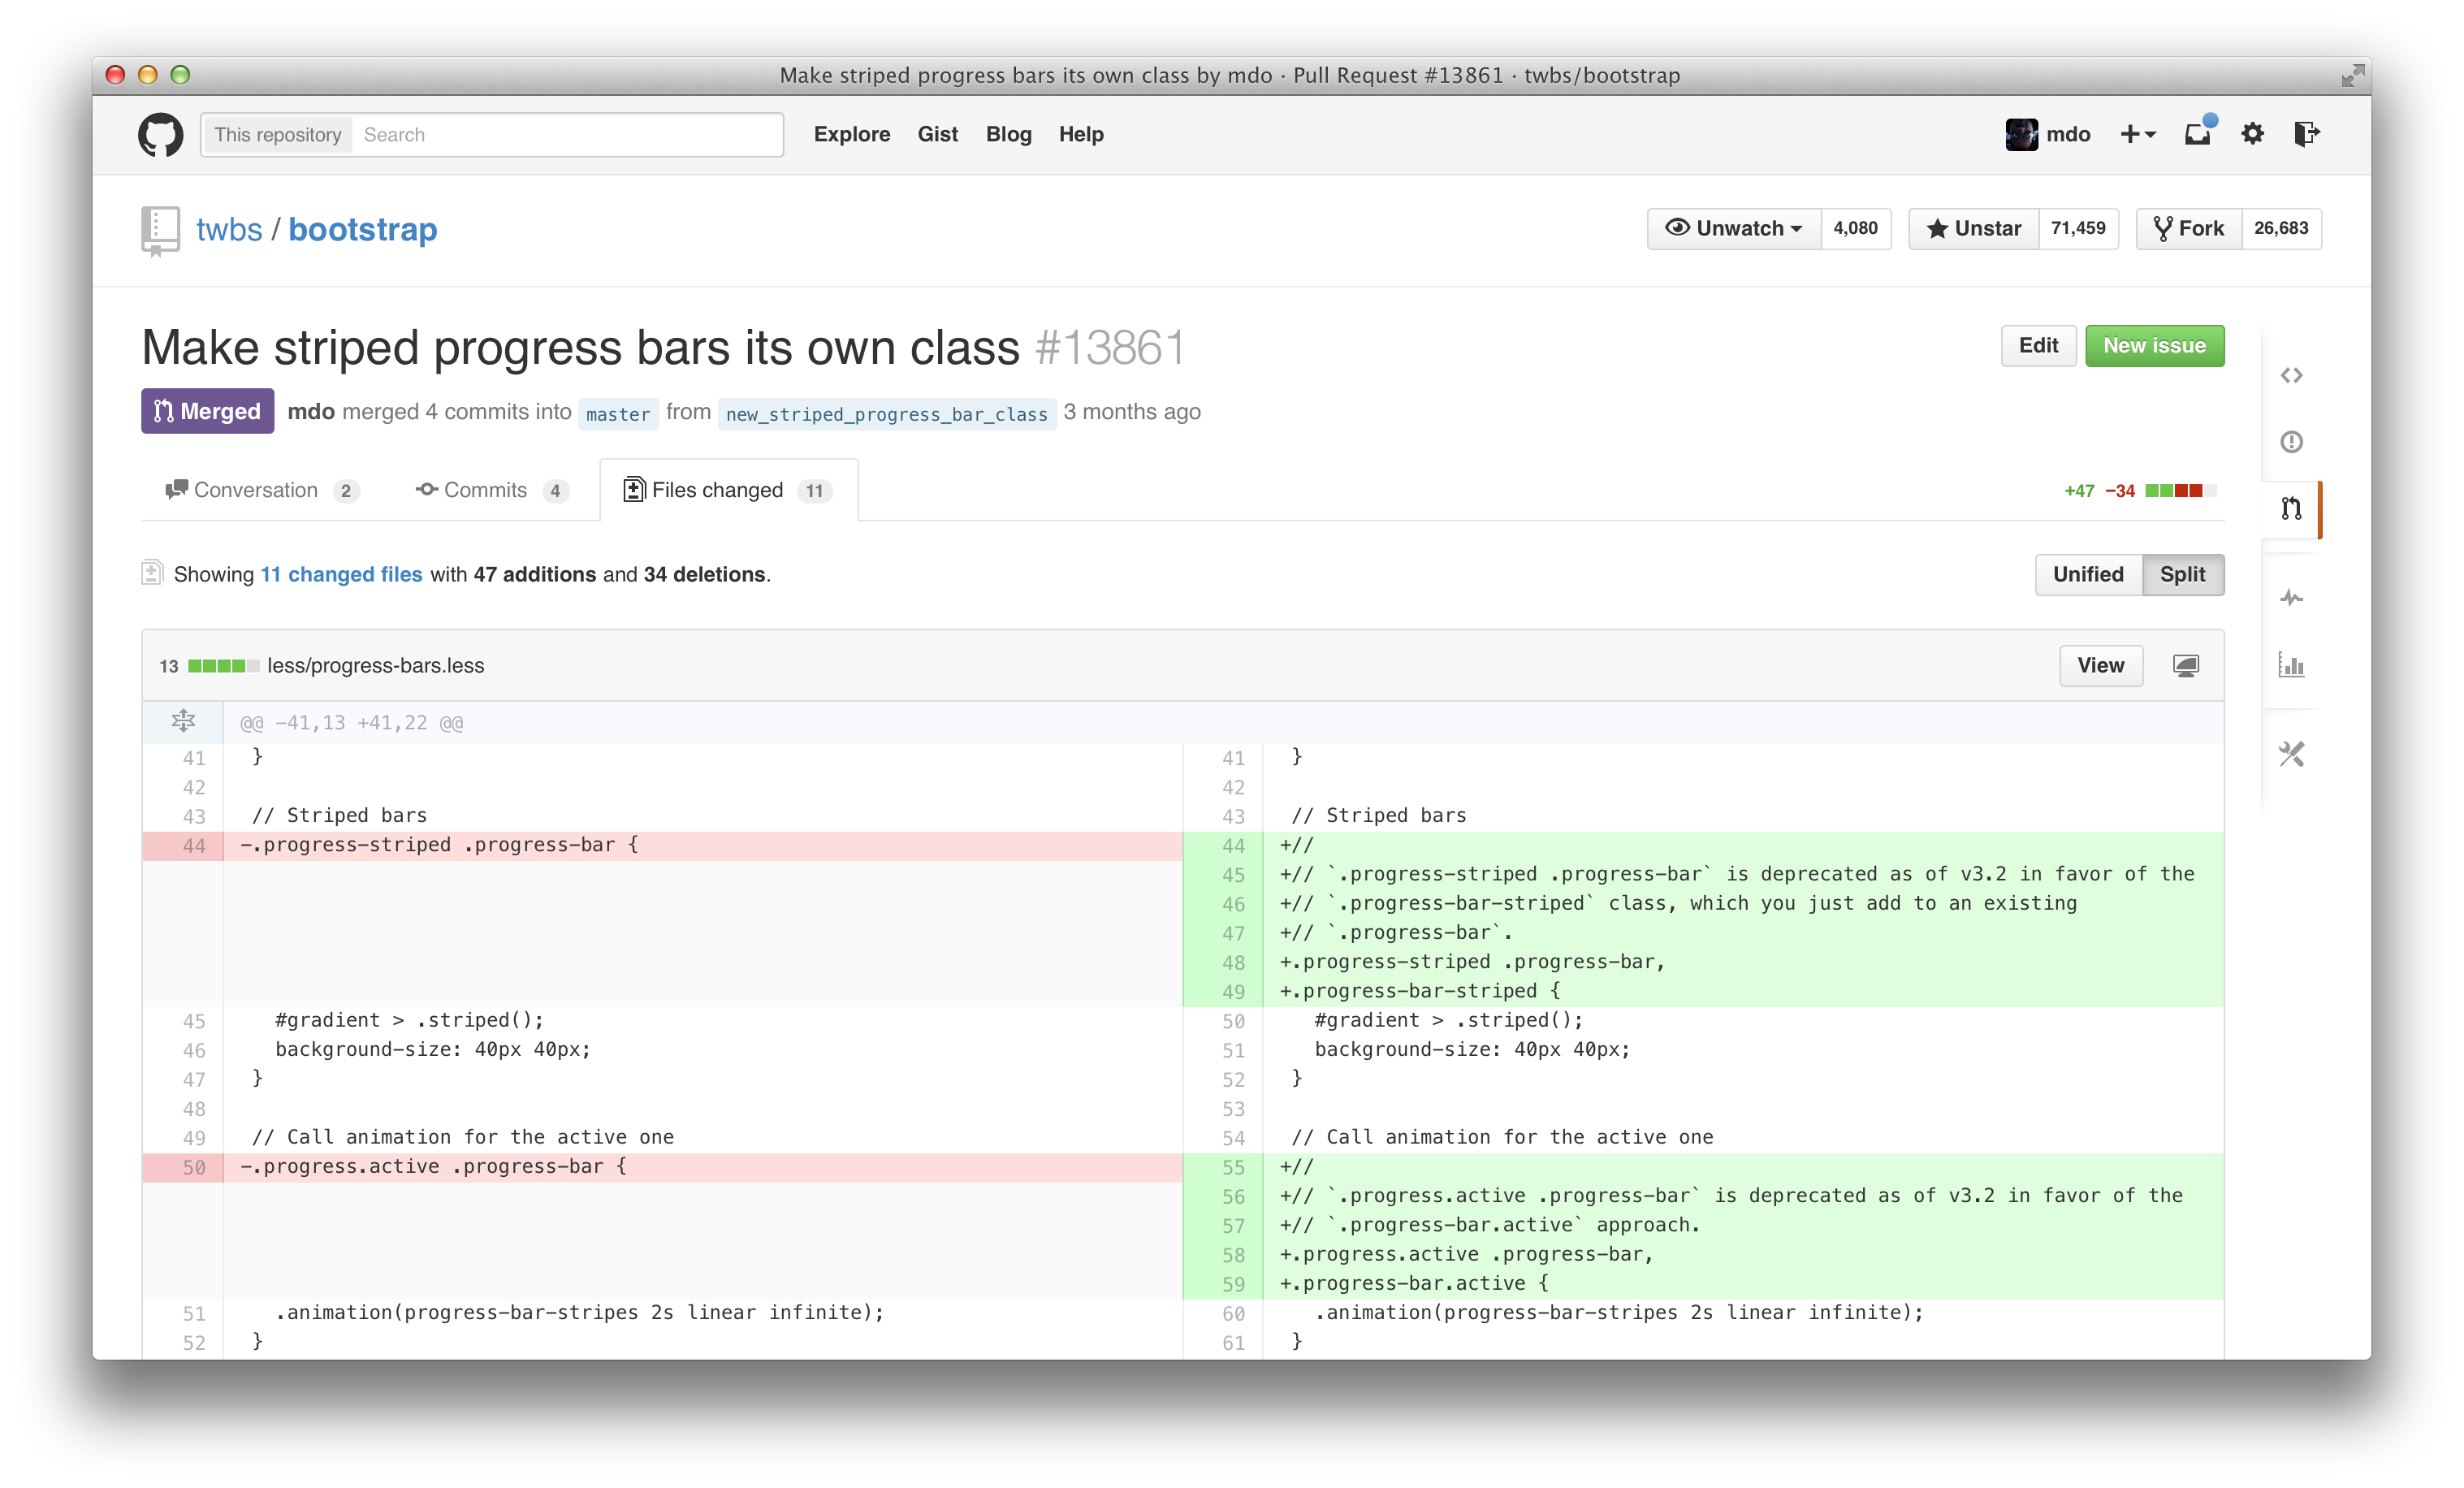 Make striped progress bars its own class by mdo · Pull Request #13861 · twbs/bootstrap
This repository Search Explore Gist Blog Help mdo
twbs / bootstrap Unwatch 4,080 Unstar 71,459 Fork 26,683
Make striped progress bars its own class #13861 Edit New issue
Merged mdo merged 4 commits into master from new_striped_progress_bar_class 3 months ago
Conversation 2 Commits 4 Files changed 11 +47 −34
Showing 11 changed files with 47 additions and 34 deletions. Unified Split
13 less/progress-bars.less View
@@ -41,13 +41,22 @@
41 } 41 }
42 42
43 // Striped bars 43 // Striped bars
44 -.progress-striped .progress-bar { 44 +//
45 +// `.progress-striped .progress-bar` is deprecated as of v3.2 in favor of the
46 +// `.progress-bar-striped` class, which you just add to an existing
47 +// `.progress-bar`.
48 +.progress-striped .progress-bar,
49 +.progress-bar-striped {
45 #gradient > .striped(); 50 #gradient > .striped();
46 background-size: 40px 40px; 51 background-size: 40px 40px;
47 } 52 }
48 53
49 // Call animation for the active one 54 // Call animation for the active one
50 -.progress.active .progress-bar { 55 +//
56 +// `.progress.active .progress-bar` is deprecated as of v3.2 in favor of the
57 +// `.progress-bar.active` approach.
58 +.progress.active .progress-bar,
59 +.progress-bar.active {
51 .animation(progress-bar-stripes 2s linear infinite); 60 .animation(progress-bar-stripes 2s linear infinite);
52 } 61 }